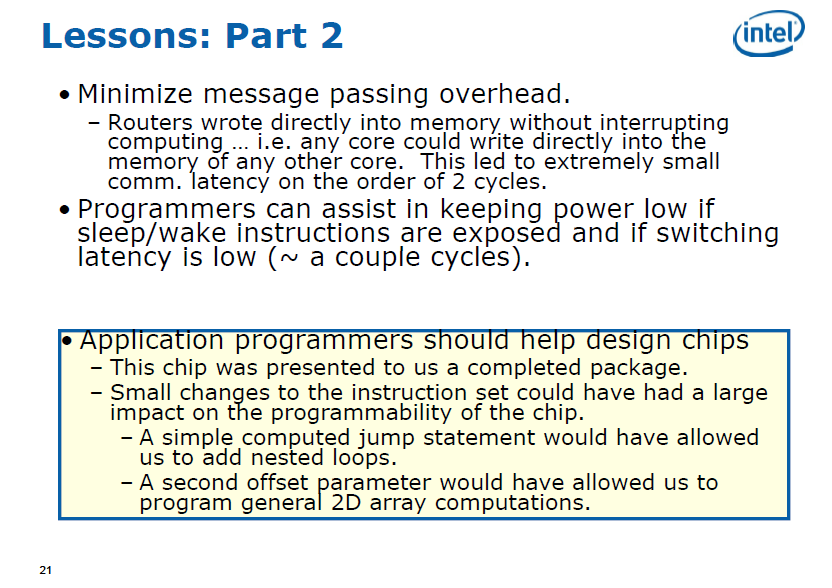 Lessons: Part 2
intel
• Minimize message passing overhead.
– Routers wrote directly into memory without interrupting
computing … i.e. any core could write directly into the
memory of any other core.  This led to extremely small
comm. latency on the order of 2 cycles.
• Programmers can assist in keeping power low if
sleep/wake instructions are exposed and if switching
latency is low (~ a couple cycles).
• Application programmers should help design chips
– This chip was presented to us a completed package.
– Small changes to the instruction set could have had a large
impact on the programmability of the chip.
– A simple computed jump statement would have allowed
us to add nested loops.
– A second offset parameter would have allowed us to
program general 2D array computations.
21